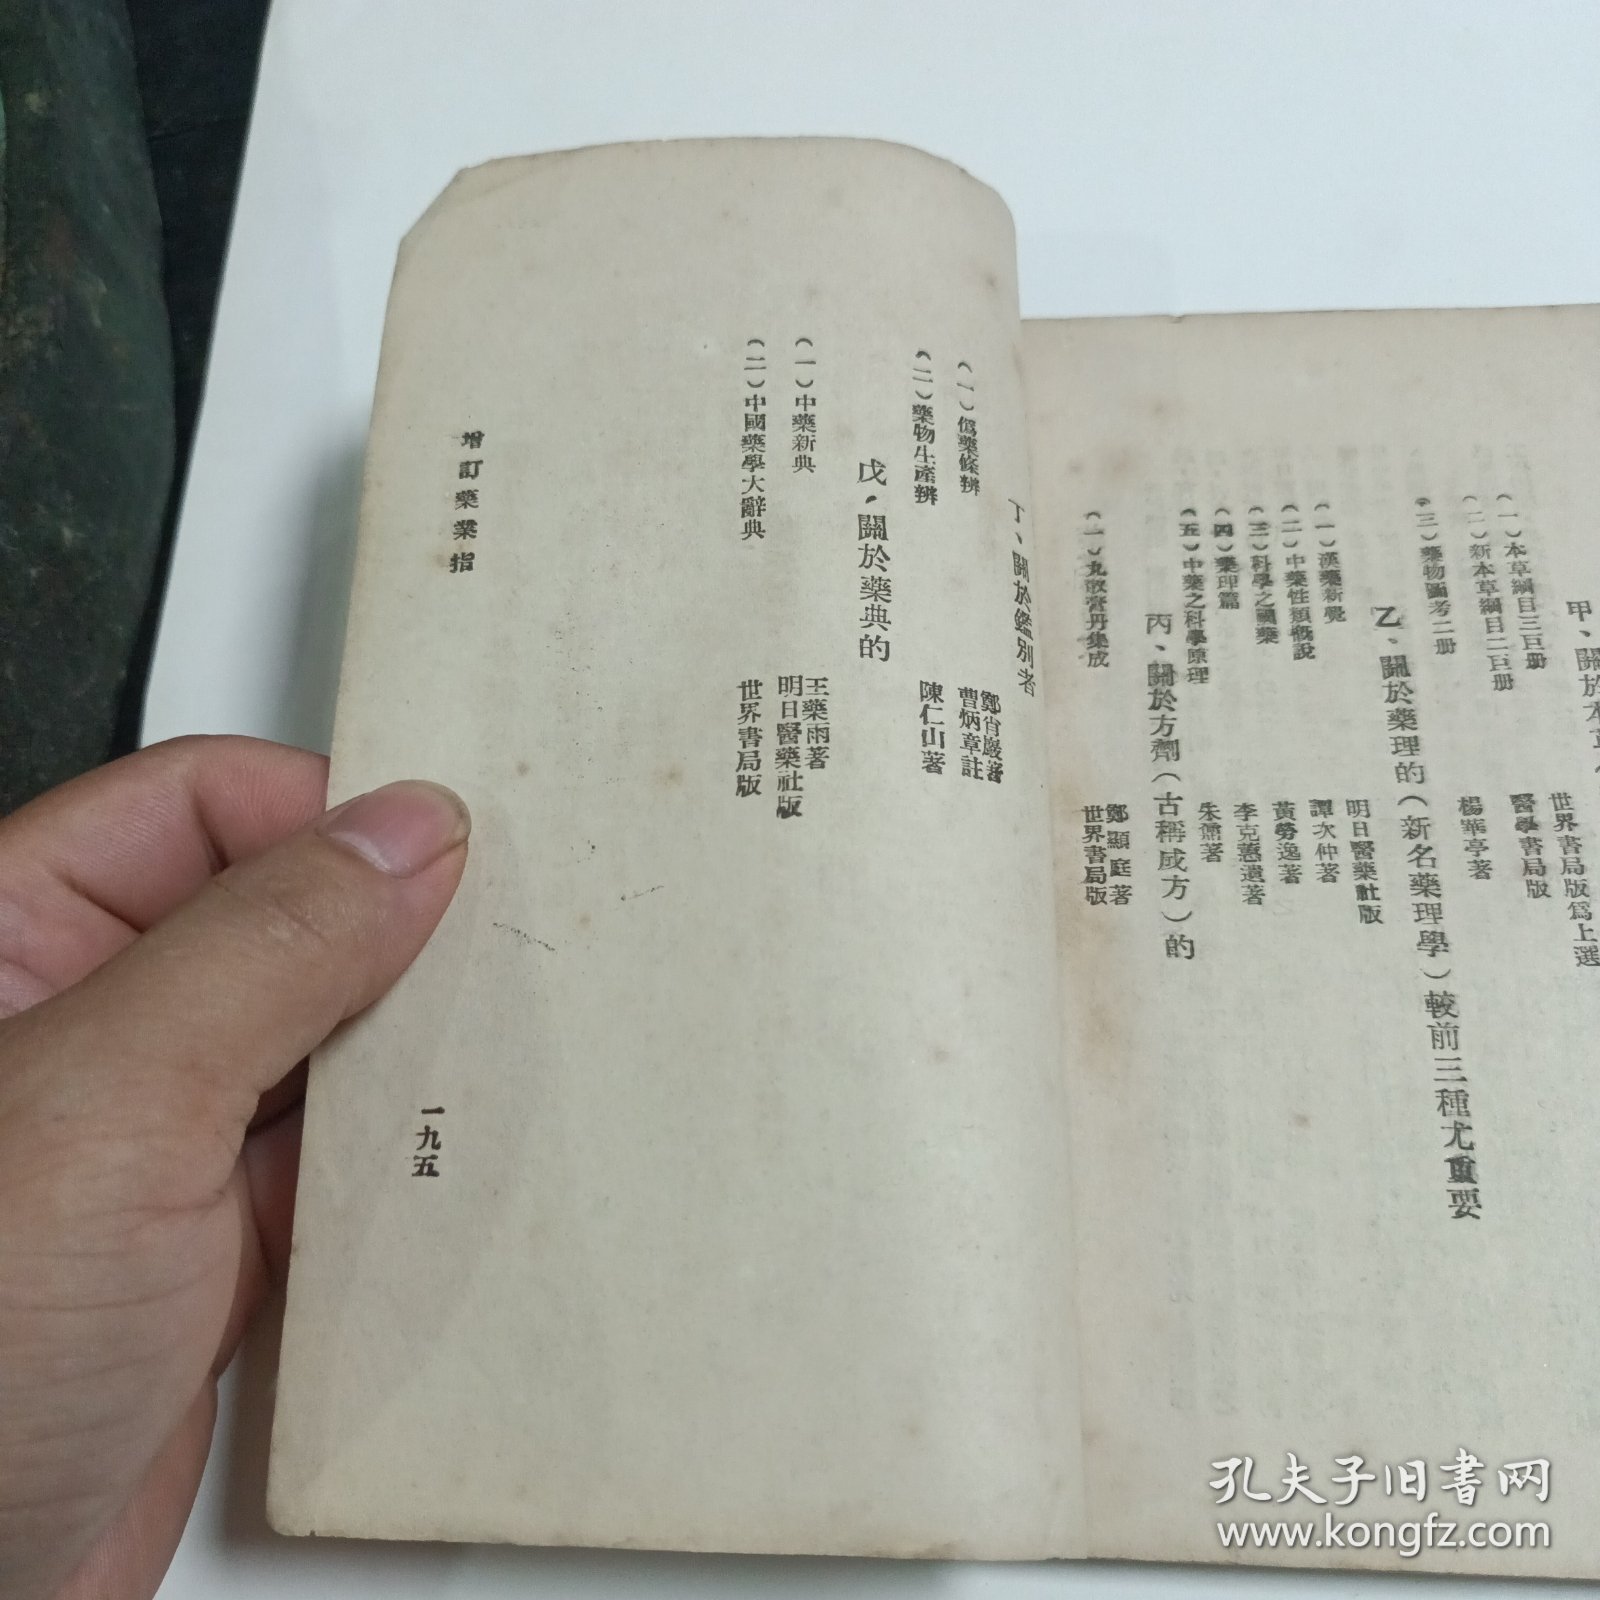 甲、關於本草
(一)本草綱目三巨册
世界書局版爲上選
(二)新本草綱目二巨册
醫學書局版
(三)藥物圖考二册
楊華亭著
乙、關於藥理的(新名藥理學)較前三種尤重要
(一)漢藥新覺
明日醫藥社版
(二)中藥性類概說
譚次仲著
(三)科學之國藥
黃勞逸著
(四)藥理篇
李克蕙遺著
(五)中藥之科學原理
朱著
丙、關於方劑(古稱成方)的
(一)丸散膏丹集成
鄭顯庭著
世界書局版
丁、關於鑑別者
(一)僞藥條辨
鄭肖巖著
曹炳章註
(二)藥物生產辨
陳仁山著
戊、關於藥典的
(一)中藥新典
王藥雨著
明日醫藥社版
(二)中國藥學大辭典
世界書局版
增訂藥業指
一九五
孔夫子旧书网
www.kongfz.com